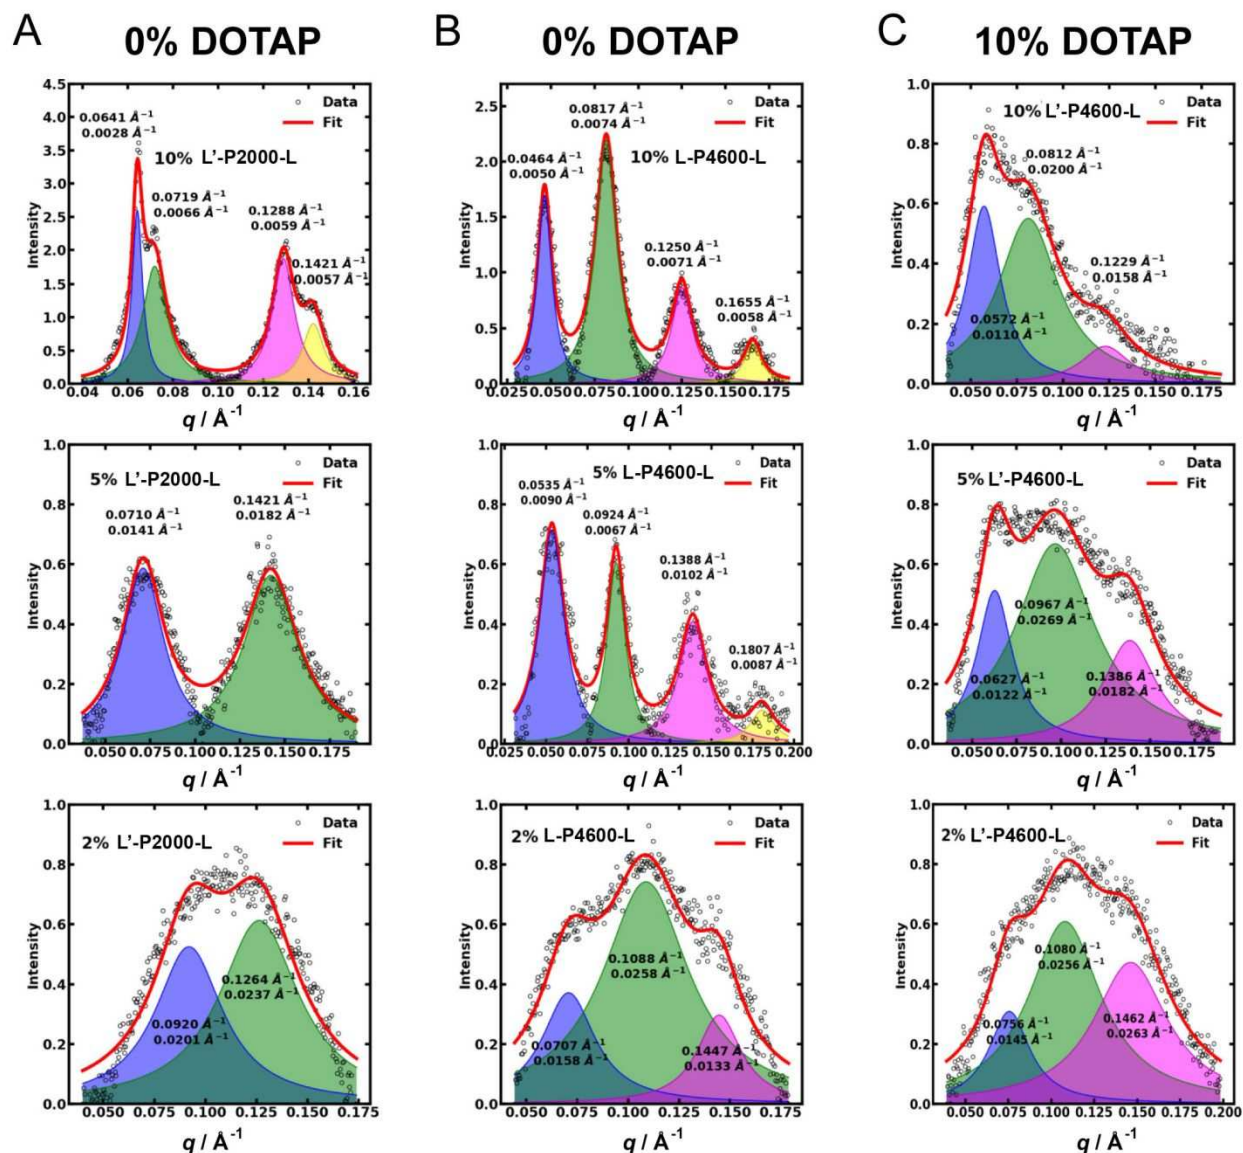 A
0% DOTAP
B
0% DOTAP
C
10% DOTAP
4.5
4.0
3.5
3.0
2.5
2.0
1.5
1.0
0.5
0.0
Intensity
Data
Fit
0.0641 Å⁻¹
0.0028 Å⁻¹
10% L'-P2000-L
0.0719 Å⁻¹
0.0066 Å⁻¹
0.1288 Å⁻¹
0.0059 Å⁻¹
0.1421 Å⁻¹
0.0057 Å⁻¹
0.04 0.06 0.08 0.10 0.12 0.14 0.16
q / Å⁻¹
2.5
2.0
1.5
1.0
0.5
0.0
Intensity
Data
Fit
0.0817 Å⁻¹
0.0074 Å⁻¹
0.0464 Å⁻¹
0.0050 Å⁻¹
10% L-P4600-L
0.1250 Å⁻¹
0.0071 Å⁻¹
0.1655 Å⁻¹
0.0058 Å⁻¹
0.025 0.050 0.075 0.100 0.125 0.150 0.175
q / Å⁻¹
1.0
0.8
0.6
0.4
0.2
0.0
Intensity
Data
Fit
10% L'-P4600-L
0.0812 Å⁻¹
0.0200 Å⁻¹
0.1229 Å⁻¹
0.0158 Å⁻¹
0.0572 Å⁻¹
0.0110 Å⁻¹
0.050 0.075 0.100 0.125 0.150 0.175
q / Å⁻¹
1.0
0.8
0.6
0.4
0.2
0.0
Intensity
Data
Fit
5% L'-P2000-L
0.0710 Å⁻¹
0.0141 Å⁻¹
0.1421 Å⁻¹
0.0182 Å⁻¹
0.050 0.075 0.100 0.125 0.150 0.175
q / Å⁻¹
1.0
0.8
0.6
0.4
0.2
0.0
Intensity
Data
Fit
5% L-P4600-L
0.0535 Å⁻¹
0.0090 Å⁻¹
0.0924 Å⁻¹
0.0067 Å⁻¹
0.1388 Å⁻¹
0.0102 Å⁻¹
0.1807 Å⁻¹
0.0087 Å⁻¹
0.025 0.050 0.075 0.100 0.125 0.150 0.175 0.200
q / Å⁻¹
1.0
0.8
0.6
0.4
0.2
0.0
Intensity
Data
Fit
5% L'-P4600-L
0.0967 Å⁻¹
0.0269 Å⁻¹
0.0627 Å⁻¹
0.0122 Å⁻¹
0.1386 Å⁻¹
0.0182 Å⁻¹
0.050 0.075 0.100 0.125 0.150 0.175
q / Å⁻¹
1.0
0.8
0.6
0.4
0.2
0.0
Intensity
Data
Fit
2% L'-P2000-L
0.1264 Å⁻¹
0.0237 Å⁻¹
0.0920 Å⁻¹
0.0201 Å⁻¹
0.050 0.075 0.100 0.125 0.150 0.175
q / Å⁻¹
1.0
0.8
0.6
0.4
0.2
0.0
Intensity
Data
Fit
2% L-P4600-L
0.1088 Å⁻¹
0.0258 Å⁻¹
0.0707 Å⁻¹
0.0158 Å⁻¹
0.1447 Å⁻¹
0.0133 Å⁻¹
0.050 0.075 0.100 0.125 0.150 0.175
q / Å⁻¹
1.0
0.8
0.6
0.4
0.2
0.0
Intensity
Data
Fit
2% L'-P4600-L
0.1080 Å⁻¹
0.0256 Å⁻¹
0.0756 Å⁻¹
0.0145 Å⁻¹
0.1462 Å⁻¹
0.0263 Å⁻¹
0.050 0.075 0.100 0.125 0.150 0.175 0.200
q / Å⁻¹